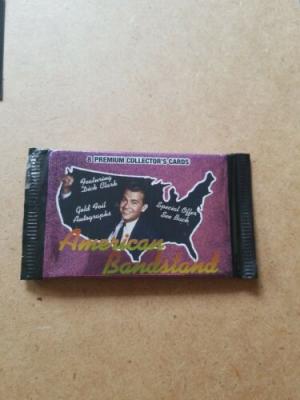 8 PREMIUM COLLECTOR'S CARDS
Featuring
Dick Clark
Gold Foil
Autographs
Special Offer
See Back
American
Bandstand